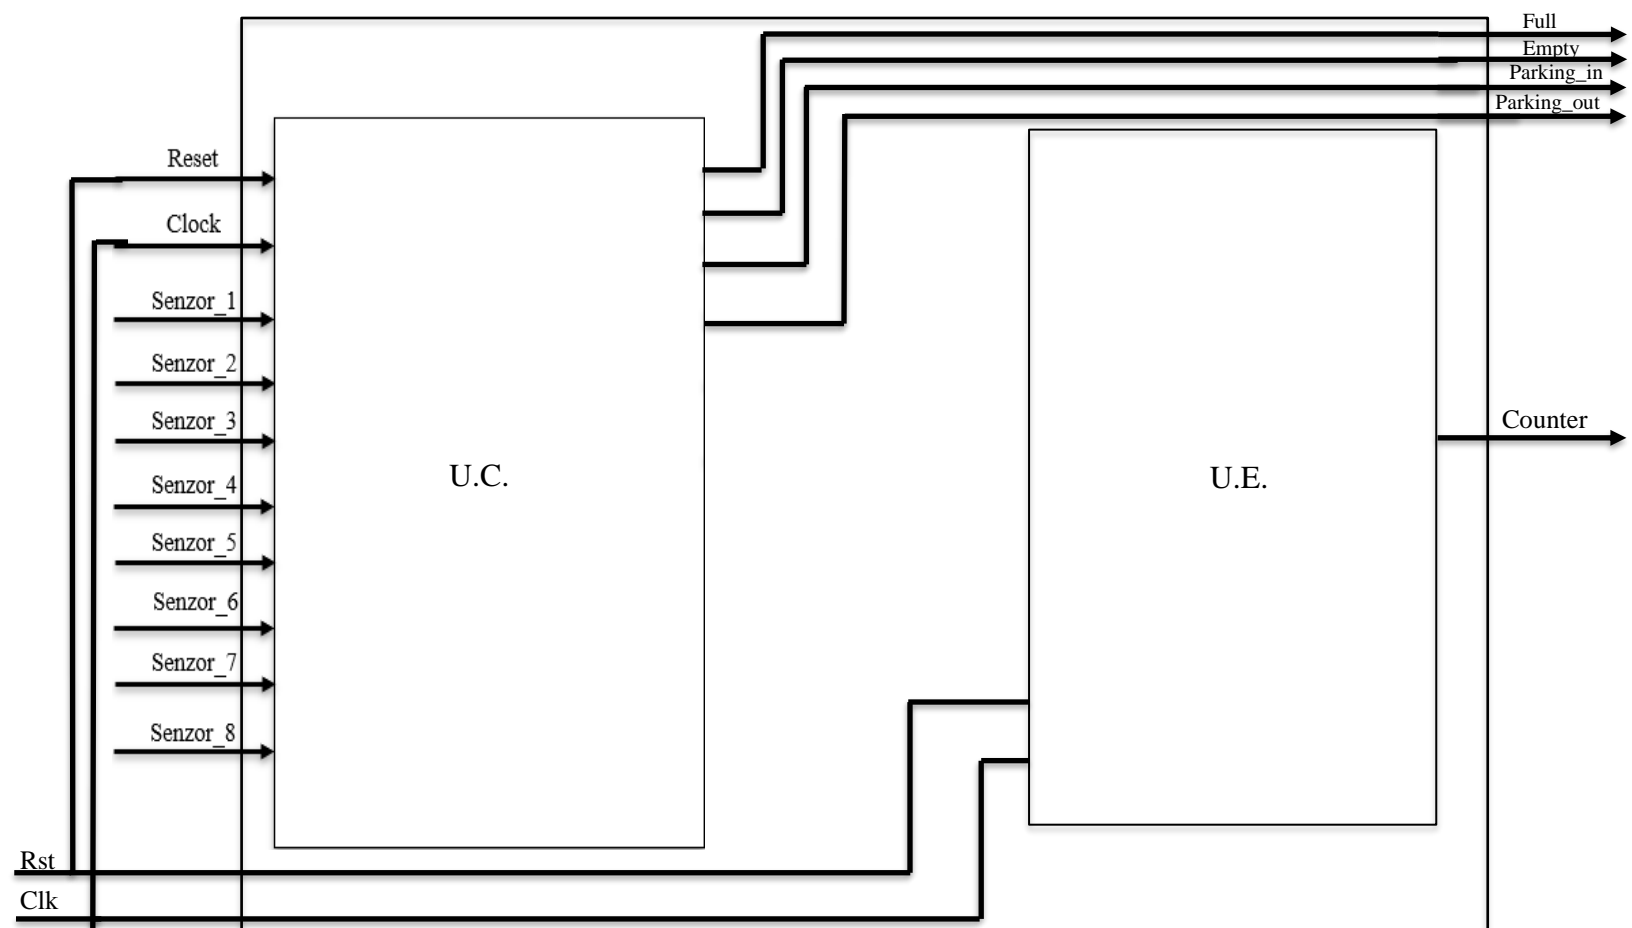 Full
Empty
Parking_in
Parking_out
Reset
Clock
Senzor_1
Senzor_2
Senzor_3
Senzor_4
Senzor_5
Senzor_6
Senzor_7
Senzor_8
U.C.
U.E.
Counter
Rst
Clk